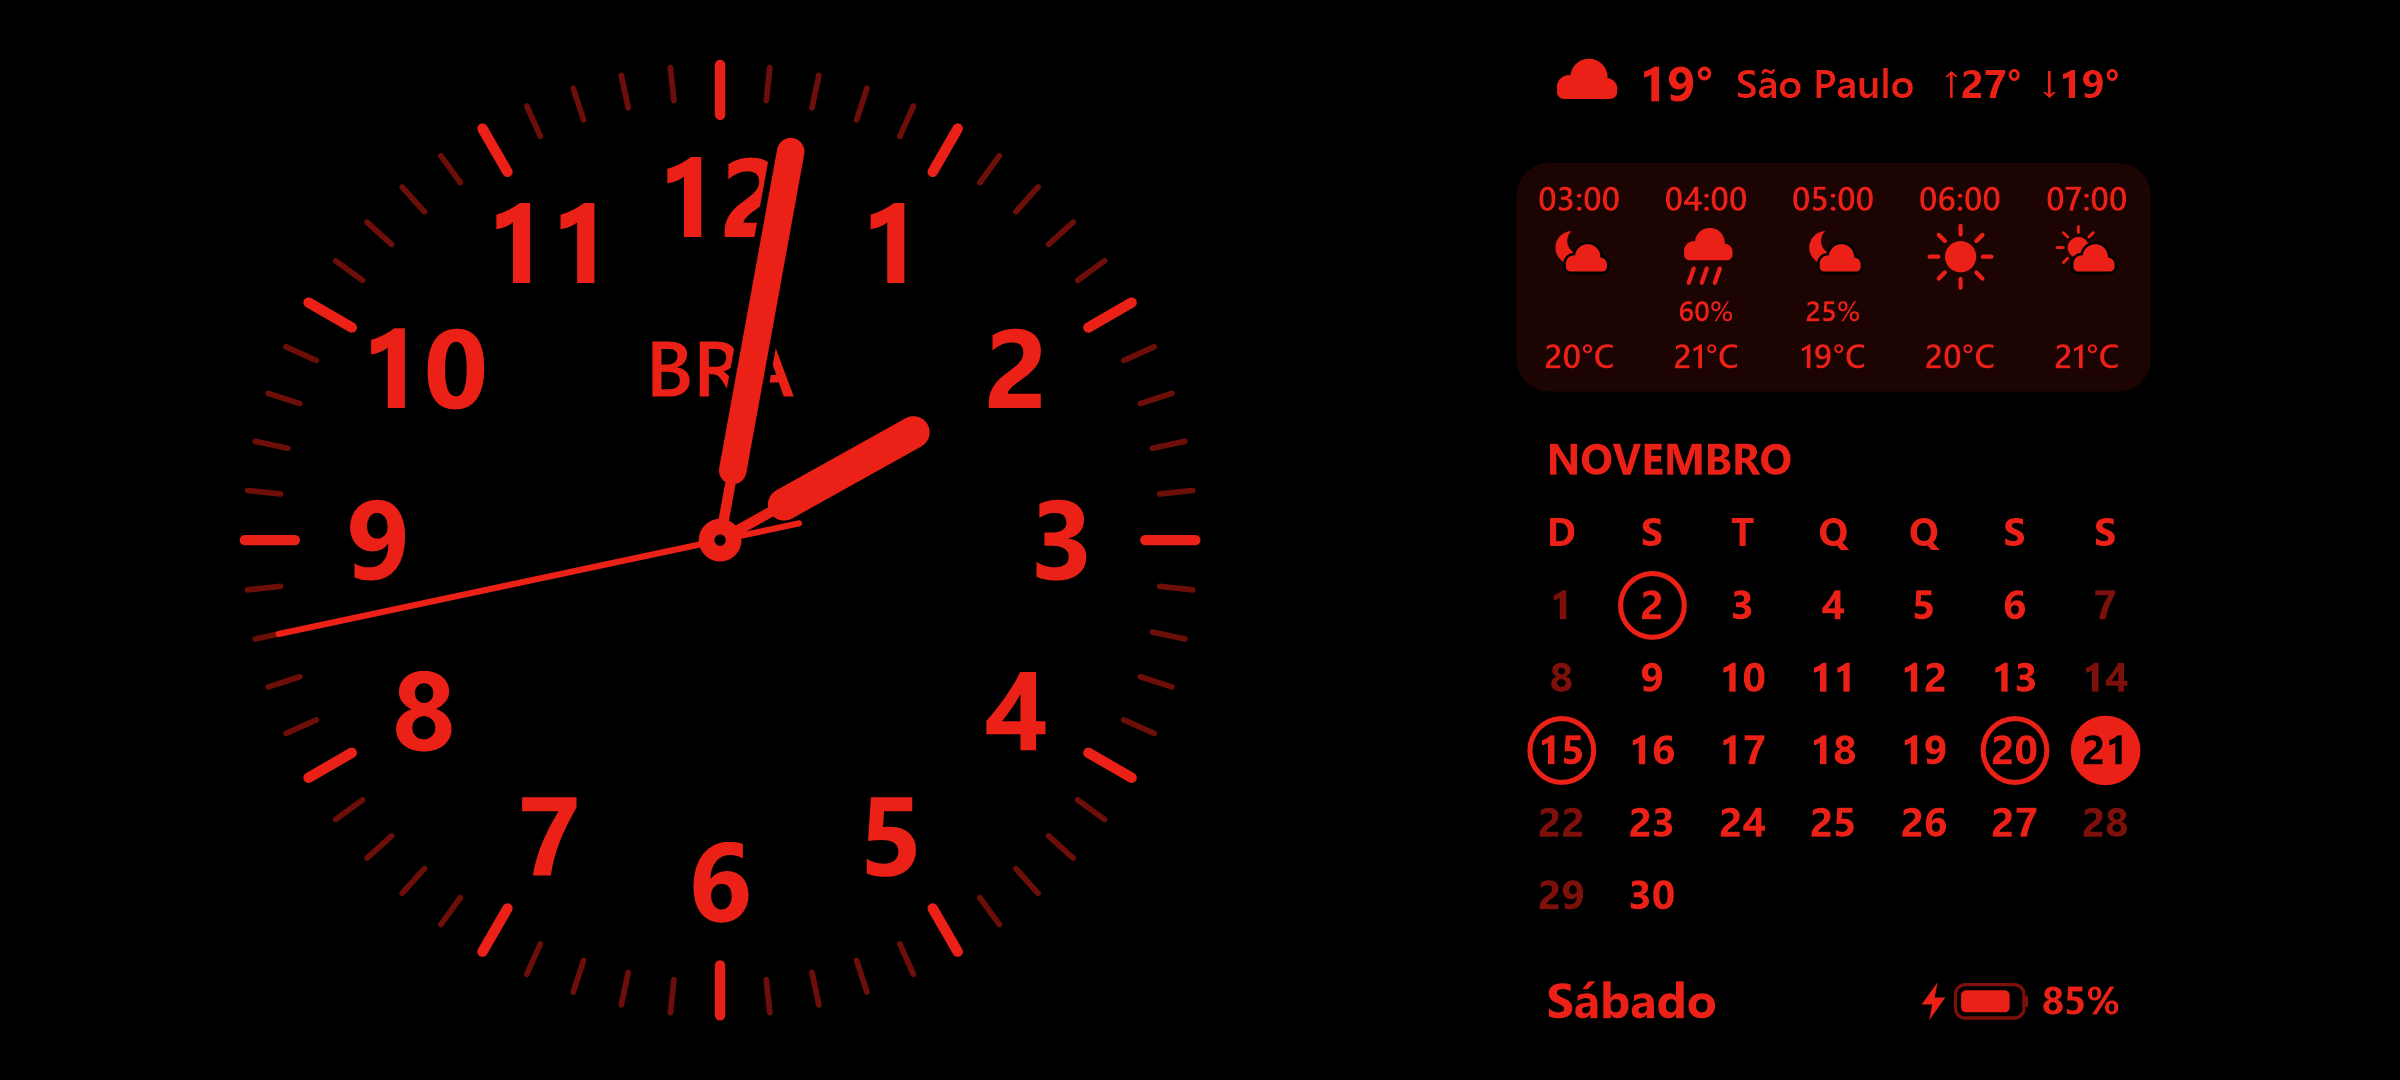 12
11
1
10
BRA
2
9
3
8
4
7
5
6
19° São Paulo ↑27° ↓19°
03:00 04:00 05:00 06:00 07:00
60% 25%
20°C 21°C 19°C 20°C 21°C
NOVEMBRO
D S T Q Q S S
1 2 3 4 5 6 7
8 9 10 11 12 13 14
15 16 17 18 19 20 21
22 23 24 25 26 27 28
29 30
Sábado 85%